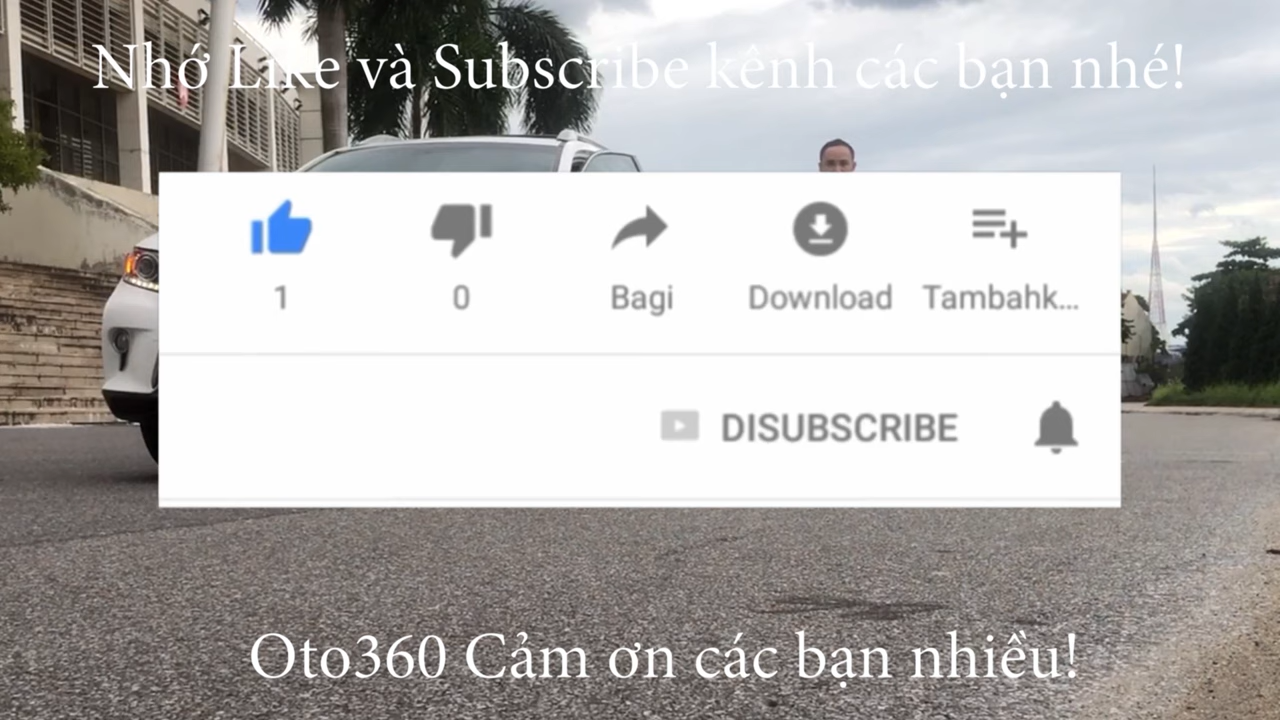 Nhớ Like và Subscribe kênh các bạn nhé!
1 0 Bagi Download Tambahk...
DISUBSCRIBE
Oto360 Cảm ơn các bạn nhiều!